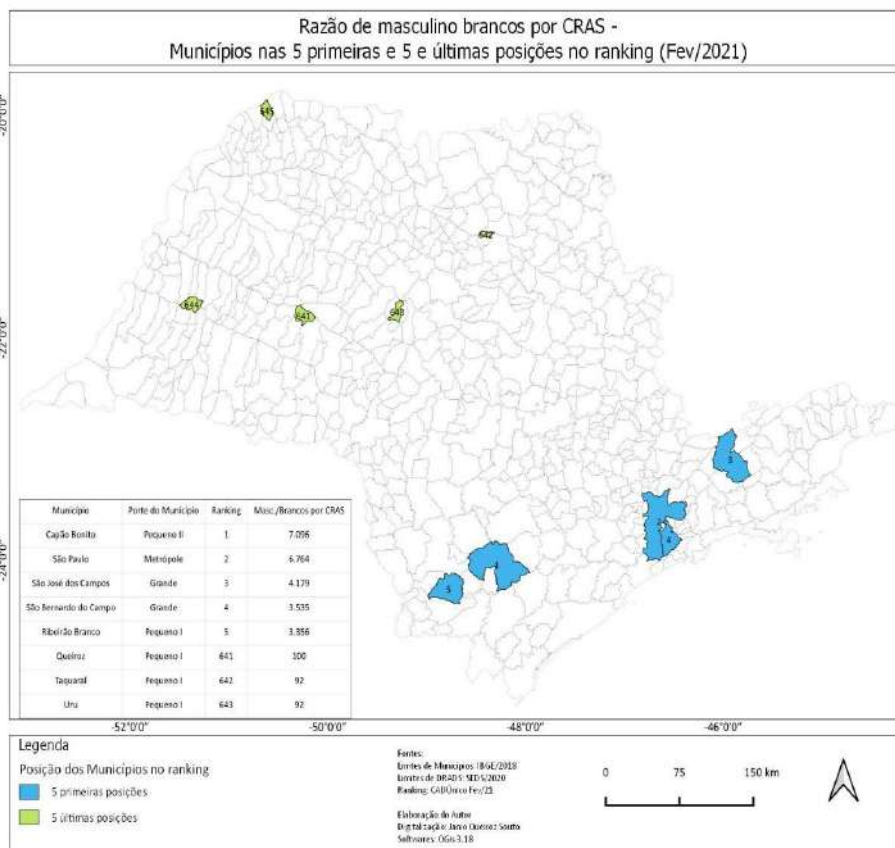 Razão de masculino brancos por CRAS -
Municípios nas 5 primeiras e 5 e últimas posições no ranking (Fev/2021)
-20°0'0"
-22°0'0"
-24°0'0"
645
642
644
641
643
3
4
1
5
Município Porte do Município Ranking Masc./Brancos por CRAS
Capão Bonito Pequeno II 1 7.096
São Paulo Metrópole 2 6.764
São José dos Campos Grande 3 4.179
São Bernardo do Campo Grande 4 3.535
Ribeirão Branco Pequeno I 5 3.356
Queiroz Pequeno I 641 100
Taquaral Pequeno I 642 92
Uru Pequeno I 643 92
-52°0'0" -50°0'0" -48°0'0" -46°0'0"
Legenda
Posição dos Municípios no ranking
5 primeiras posições
5 últimas posições
Fontes:
Limites de Municípios IBGE/2018
Limites de DRADS: SEDS/2020
Ranking: CADÚnico Fev/21
Elaboração do Autor
Digitalização: Janio Queiroz Souto
Softwares: QGis 3.18
0 75 150 km